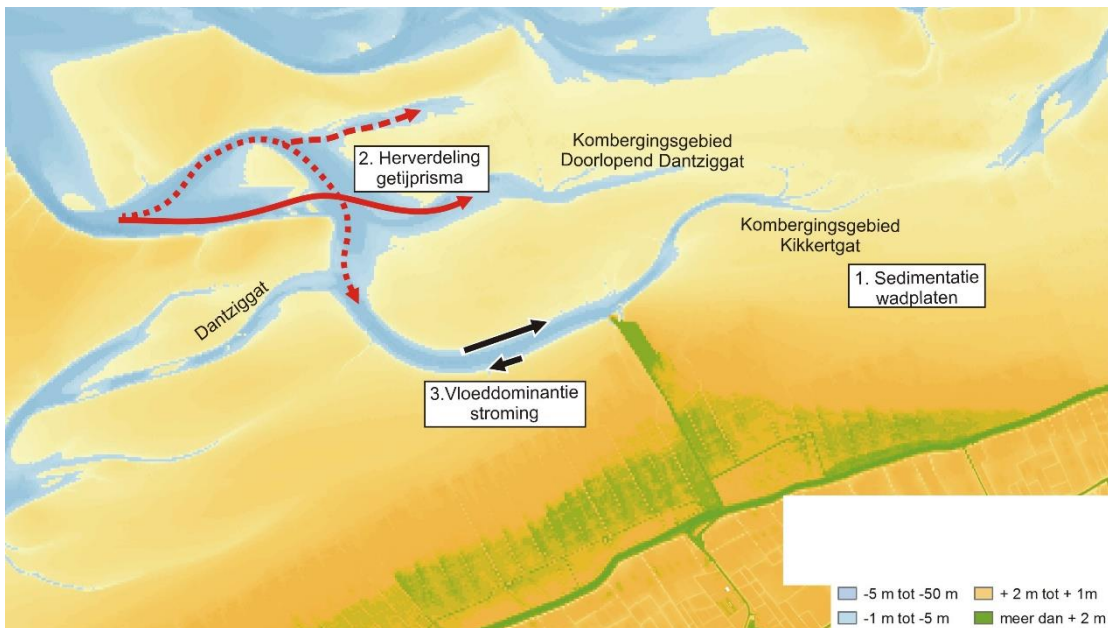 2. Herverdeling
getijprisma
Kombergingsgebied
Doorlopend Dantziggat
Kombergingsgebied
Kikkertgat
1. Sedimentatie
wadplaten
Dantziggat
3.Vloeddominantie
stroming
-5 m tot -50 m
+ 2 m tot + 1m
-1 m tot -5 m
meer dan + 2 m